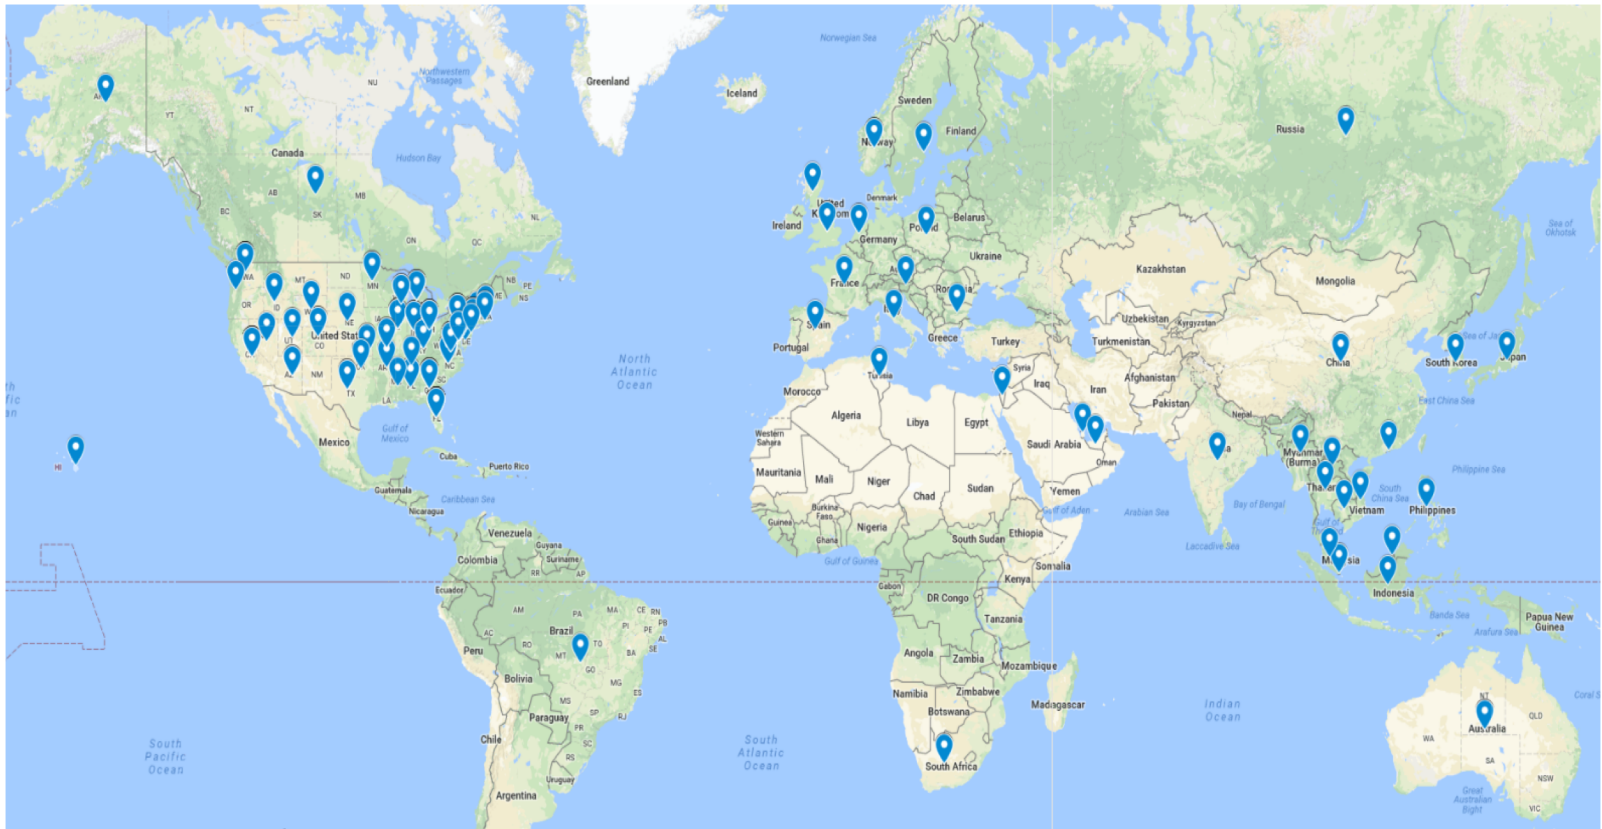 Norwegian Sea
Greenland
Iceland
Sweden
Finland
Russia
NU
Northwestern
Passages
YT
NT
Canada
Hudson Bay
AB
MB
SK
BC
ON
QC
NL
NB
PE
NS
Denmark
Ireland
Belarus
Germany
Ukraine
France
Kazakhstan
Mongolia
Sea of
Okhotsk
WA
MT
ND
MN
OR
ID
NE
IA
UT
CO
AZ
NM
TX
LA
NC
SC
DE
Spain
Portugal
Greece
Turkey
Uzbekistan
Kyrgyzstan
Turkmenistan
China
South Korea
North
Atlantic
Ocean
Tunisia
Syria
Iraq
Iran
Afghanistan
Pakistan
Nepal
East China Sea
Morocco
Algeria
Libya
Egypt
Saudi Arabia
Western
Sahara
Oman
Mexico
Gulf of
Mexico
Cuba
Puerto Rico
HI
Mauritania
Mali
Niger
Chad
Sudan
Yemen
Myanmar
(Burma)
Philippine Sea
Guatemala
Caribbean Sea
Nicaragua
Burkina
Faso
Guinea
Ghana
Nigeria
Ethiopia
South Sudan
Gulf of Aden
Arabian Sea
Bay of Bengal
South
China Sea
Vietnam
Philippines
Laccadive Sea
Venezuela
Guyana
Suriname
Colombia
RR
AP
Gulf of Guinea
Somalia
Ecuador
Gabon
Kenya
DR Congo
Tanzania
Indonesia
Banda Sea
Arafura Sea
Papua New
Guinea
AM
PA
MA
CE
RN
PB
PI
PE
AL
SE
Brazil
AC
RO
TO
BA
MT
GO
Peru
Bolivia
MG
ES
MS
SP
RJ
PR
SC
RS
Paraguay
Chile
Uruguay
Argentina
Angola
Zambia
Mozambique
Namibia
Zimbabwe
Botswana
Madagascar
South Africa
Indian
Ocean
South
Pacific
Ocean
South
Atlantic
Ocean
NT
QLD
Australia
WA
SA
NSW
VIC
Great
Australian
Bight
Coral S